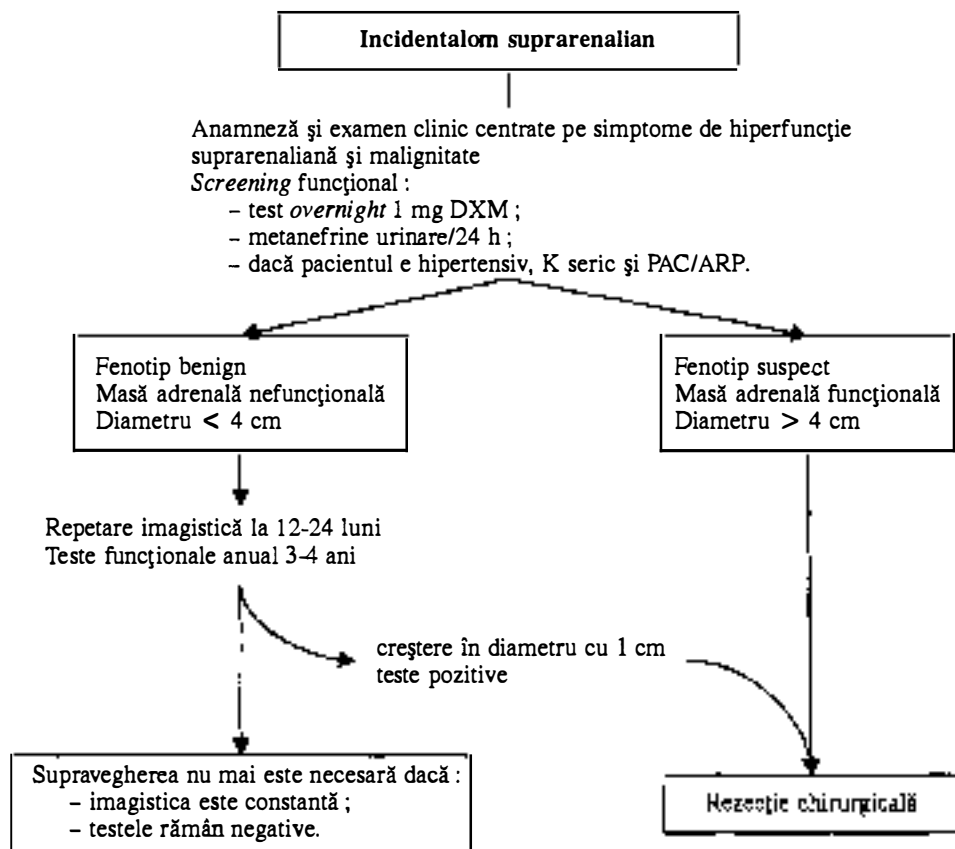 Incidentalom suprarenalian
Anamneză şi examen clinic centrate pe simptome de hiperfuncţie
suprarenaliană şi malignitate
Screening funcţional :
– test overnight 1 mg DXM ;
– metanefrine urinare/24 h ;
– dacă pacientul e hipertensiv, K seric şi PAC/ARP.
Fenotip benign
Masă adrenală nefuncţională
Diametru < 4 cm
Fenotip suspect
Masă adrenală funcţională
Diametru > 4 cm
Repetare imagistică la 12-24 luni
Teste funcţionale anual 3-4 ani
creştere în diametru cu 1 cm
teste pozitive
Supravegherea nu mai este necesară dacă :
– imagistica este constantă ;
– testele rămân negative.
Rezecţie chirurgicală